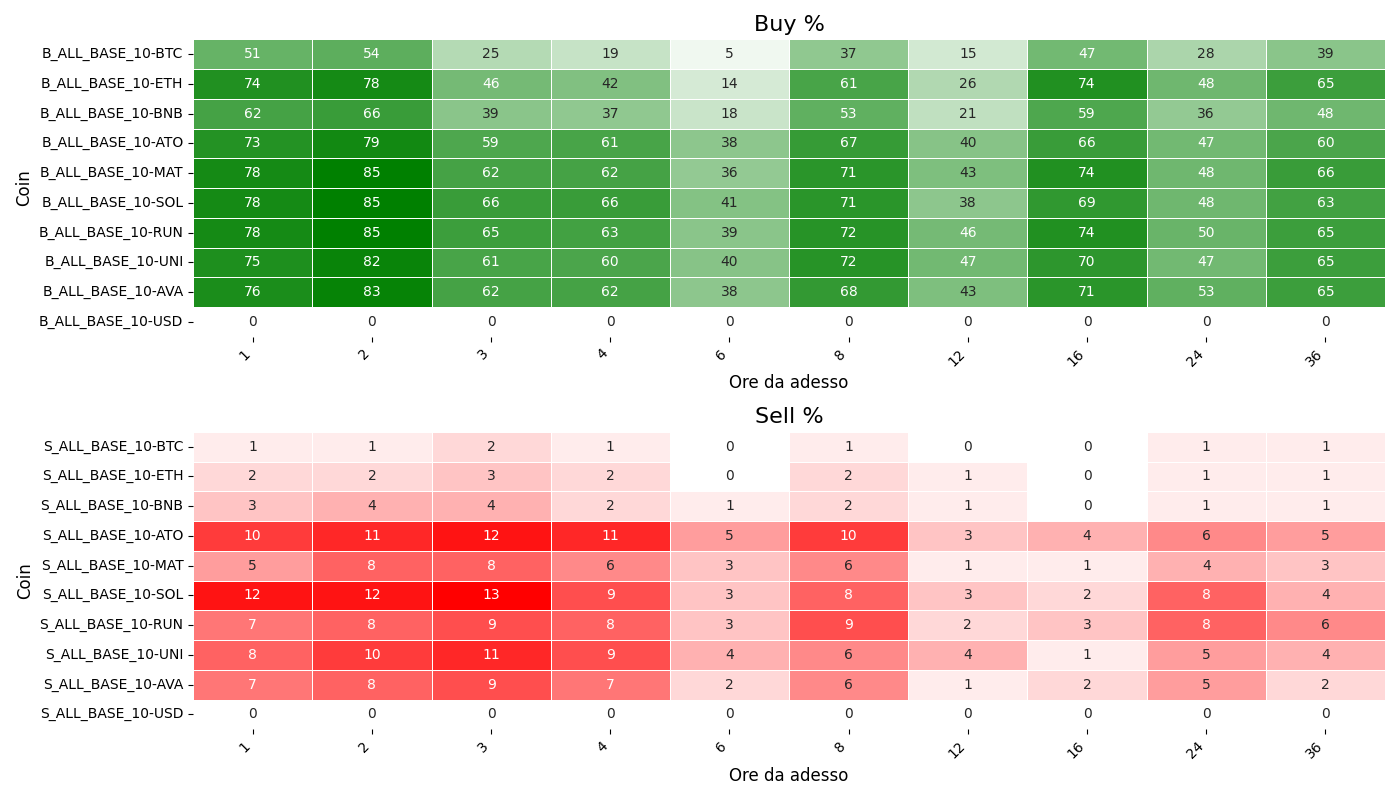 Buy %
Coin
B_ALL_BASE_10-BTC 51 54 25 19 5 37 15 47 28 39
B_ALL_BASE_10-ETH 74 78 46 42 14 61 26 74 48 65
B_ALL_BASE_10-BNB 62 66 39 37 18 53 21 59 36 48
B_ALL_BASE_10-ATO 73 79 59 61 38 67 40 66 47 60
B_ALL_BASE_10-MAT 78 85 62 62 36 71 43 74 48 66
B_ALL_BASE_10-SOL 78 85 66 66 41 71 38 69 48 63
B_ALL_BASE_10-RUN 78 85 65 63 39 72 46 74 50 65
B_ALL_BASE_10-UNI 75 82 61 60 40 72 47 70 47 65
B_ALL_BASE_10-AVA 76 83 62 62 38 68 43 71 53 65
B_ALL_BASE_10-USD 0 0 0 0 0 0 0 0 0 0
1 2 3 4 6 8 12 16 24 36
Ore da adesso
Sell %
Coin
S_ALL_BASE_10-BTC 1 1 2 1 0 1 0 0 1 1
S_ALL_BASE_10-ETH 2 2 3 2 0 2 1 0 1 1
S_ALL_BASE_10-BNB 3 4 4 2 1 2 1 0 1 1
S_ALL_BASE_10-ATO 10 11 12 11 5 10 3 4 6 5
S_ALL_BASE_10-MAT 5 8 8 6 3 6 1 1 4 3
S_ALL_BASE_10-SOL 12 12 13 9 3 8 3 2 8 4
S_ALL_BASE_10-RUN 7 8 9 8 3 9 2 3 8 6
S_ALL_BASE_10-UNI 8 10 11 9 4 6 4 1 5 4
S_ALL_BASE_10-AVA 7 8 9 7 2 6 1 2 5 2
S_ALL_BASE_10-USD 0 0 0 0 0 0 0 0 0 0
1 2 3 4 6 8 12 16 24 36
Ore da adesso